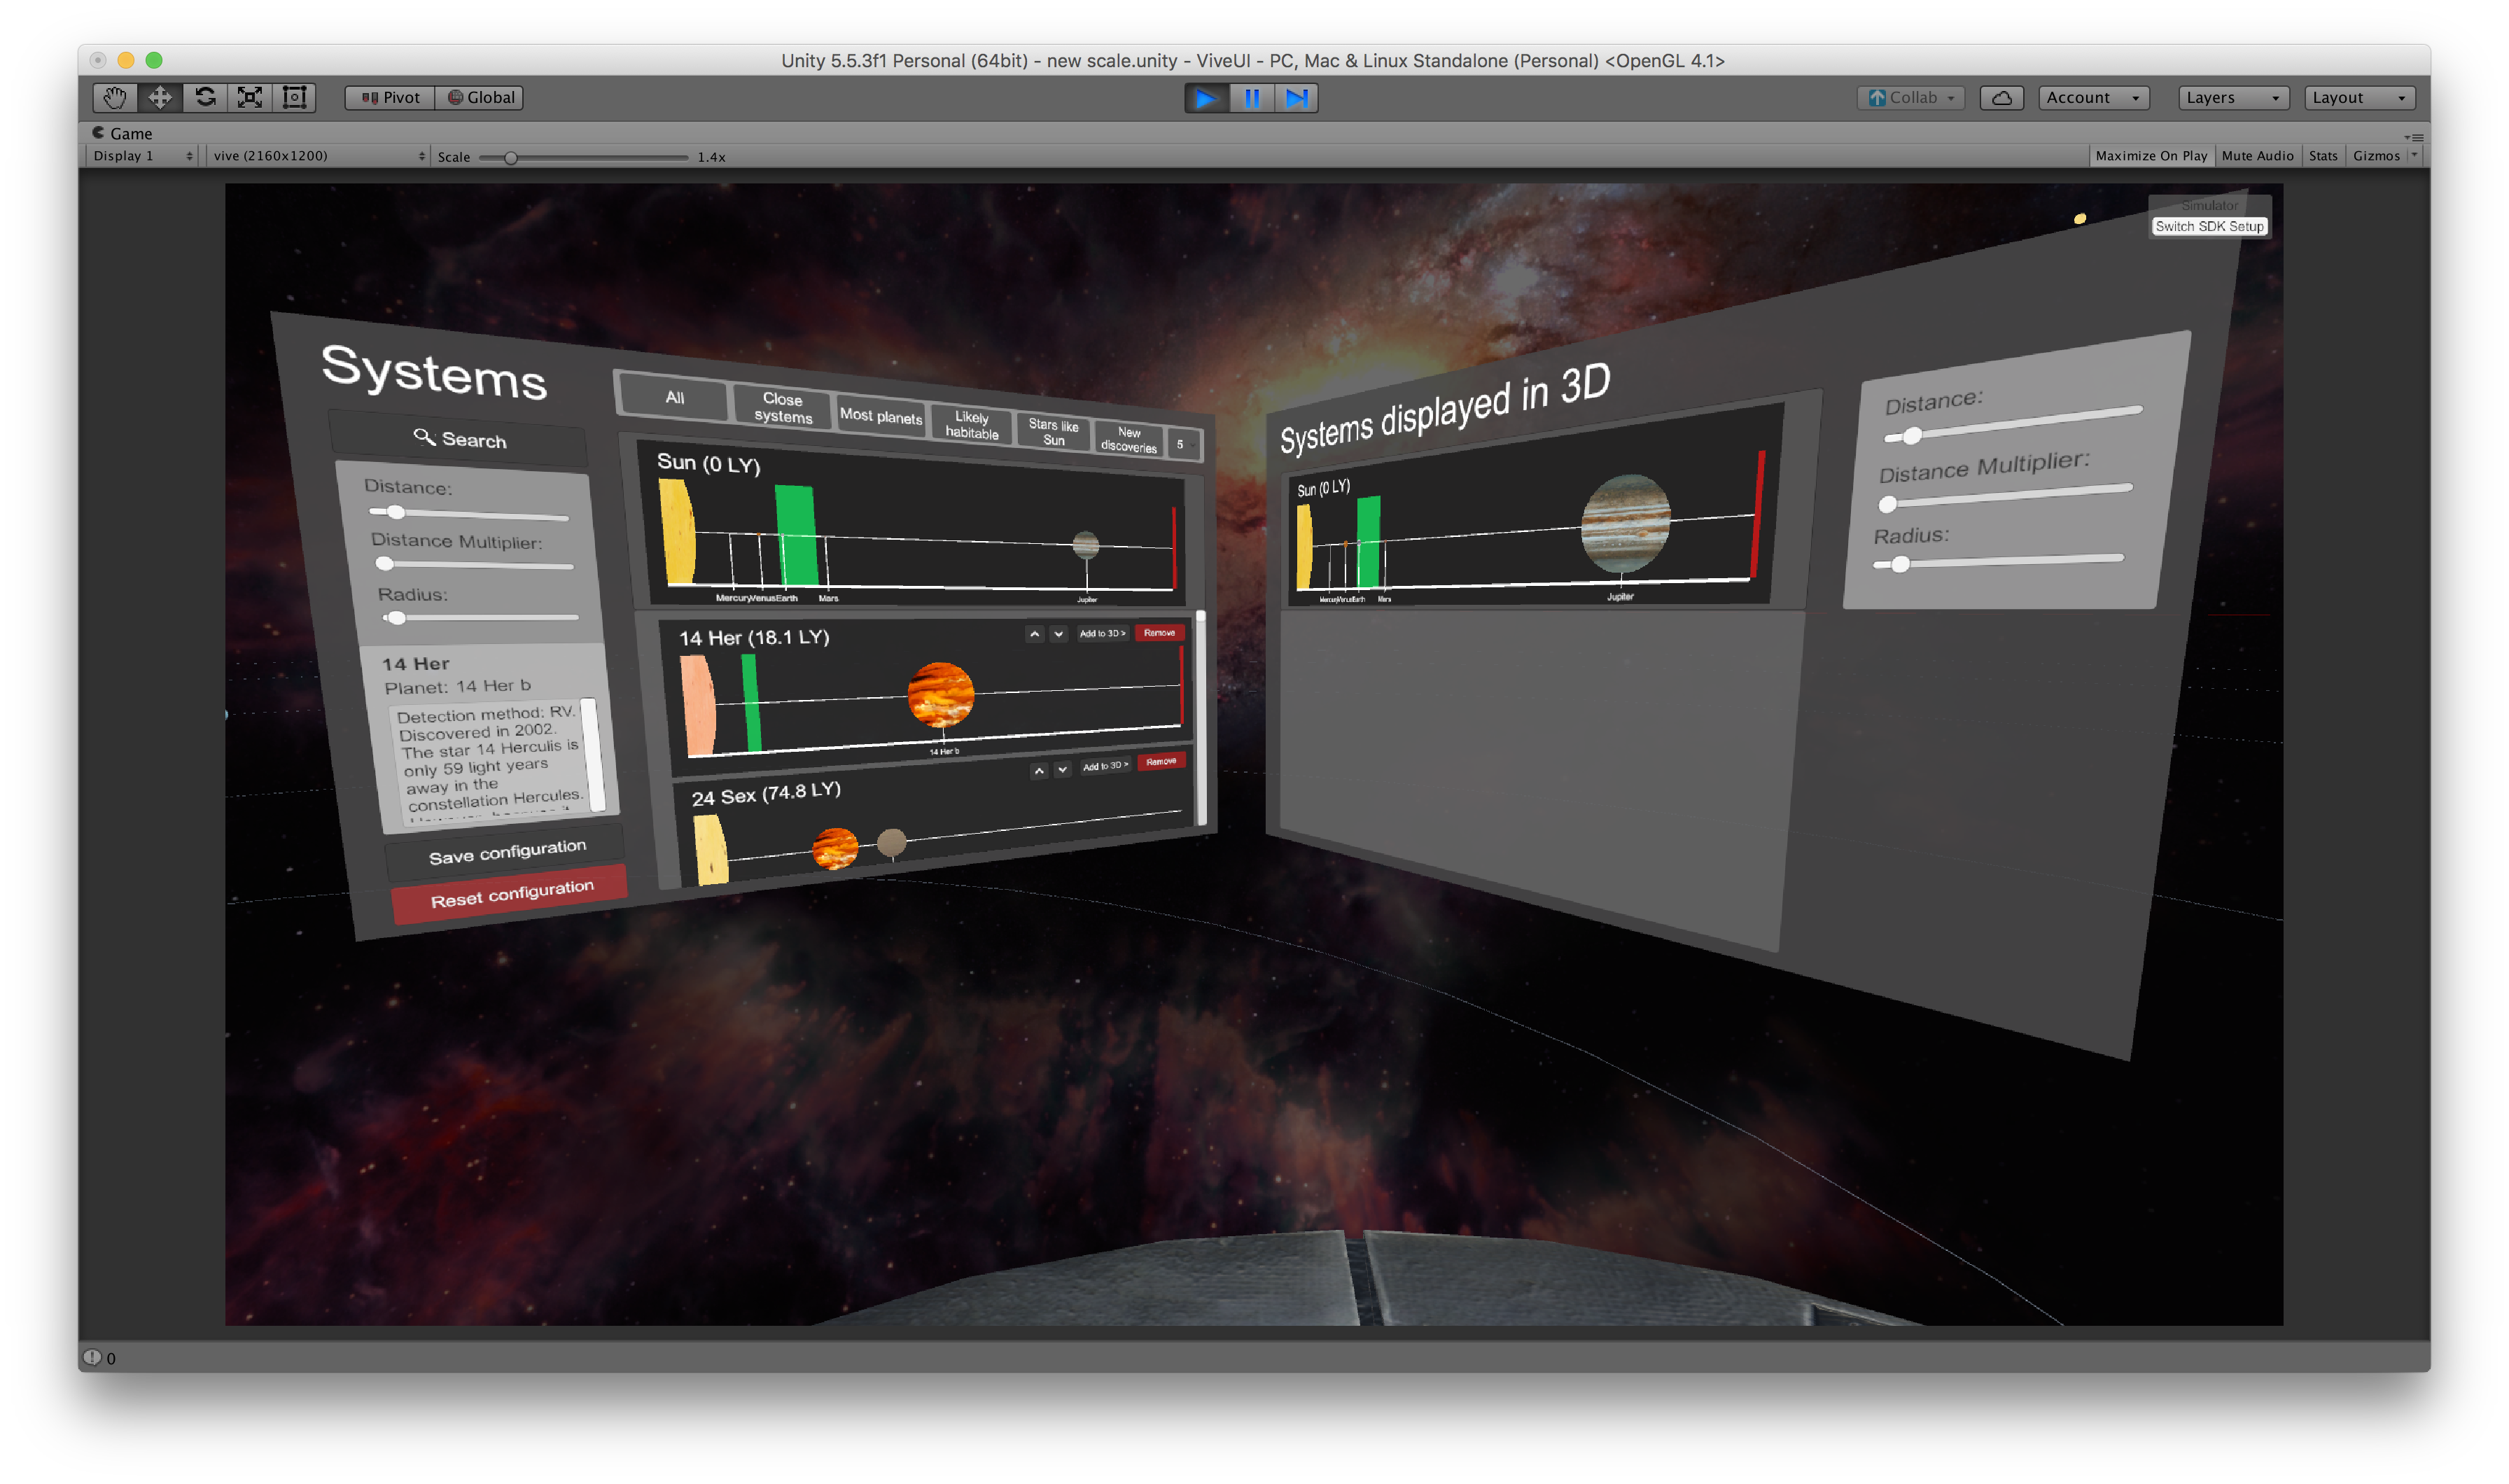 Unity 5.5.3f1 Personal (64bit) - new scale.unity - ViveUI - PC, Mac & Linux Standalone (Personal) <OpenGL 4.1>
Pivot
Global
Collab
Account
Layers
Layout
Game
Display 1
vive (2160x1200)
Scale
1.4x
Maximize On Play
Mute Audio
Stats
Gizmos
Simulator
Switch SDK Setup
Systems
Search
Distance:
Distance Multiplier:
Radius:
14 Her
Planet: 14 Her b
Detection method: RV.
Discovered in 2002.
The star 14 Herculis is
only 59 light years
away in the
constellation Hercules.
Save configuration
Reset configuration
All
Close
systems
Most planets
Likely
habitable
Stars like
Sun
New
discoveries
5
Sun (0 LY)
Mercury
Venus
Earth
Mars
Jupiter
14 Her (18.1 LY)
Add to 3D >
Remove
14 Her b
24 Sex (74.8 LY)
Add to 3D >
Remove
Systems displayed in 3D
Sun (0 LY)
Mercury
Venus
Earth
Mars
Jupiter
Distance:
Distance Multiplier:
Radius:
0